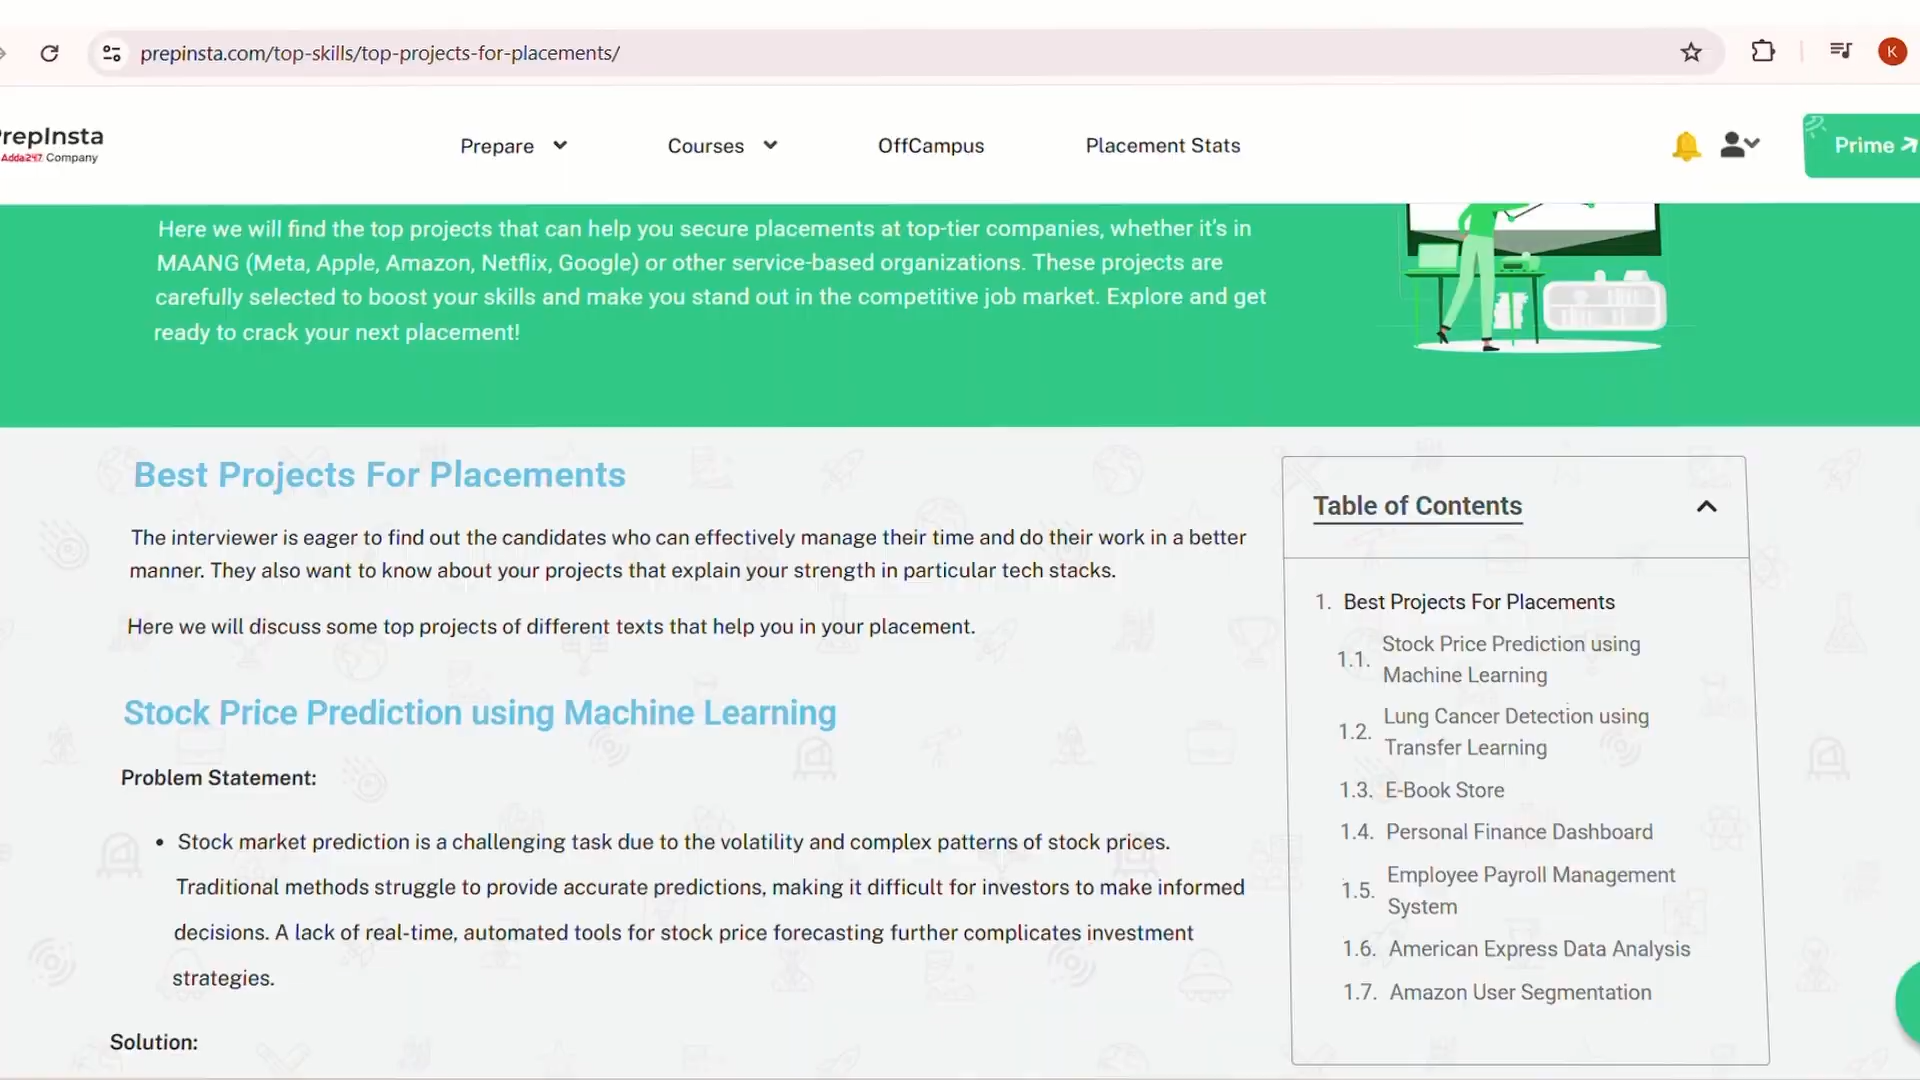 prepinsta.com/top-skills/top-projects-for-placements/
K
repInsta
Adda247 Company
Prepare
Courses
OffCampus
Placement Stats
Prime
Here we will find the top projects that can help you secure placements at top-tier companies, whether it's in
MAANG (Meta, Apple, Amazon, Netflix, Google) or other service-based organizations. These projects are
carefully selected to boost your skills and make you stand out in the competitive job market. Explore and get
ready to crack your next placement!
Best Projects For Placements
The interviewer is eager to find out the candidates who can effectively manage their time and do their work in a better
manner. They also want to know about your projects that explain your strength in particular tech stacks.
Here we will discuss some top projects of different texts that help you in your placement.
Stock Price Prediction using Machine Learning
Problem Statement:
• Stock market prediction is a challenging task due to the volatility and complex patterns of stock prices.
Traditional methods struggle to provide accurate predictions, making it difficult for investors to make informed
decisions. A lack of real-time, automated tools for stock price forecasting further complicates investment
strategies.
Solution:
Table of Contents
1. Best Projects For Placements
1.1. Stock Price Prediction using
Machine Learning
1.2. Lung Cancer Detection using
Transfer Learning
1.3. E-Book Store
1.4. Personal Finance Dashboard
1.5. Employee Payroll Management
System
1.6. American Express Data Analysis
1.7. Amazon User Segmentation